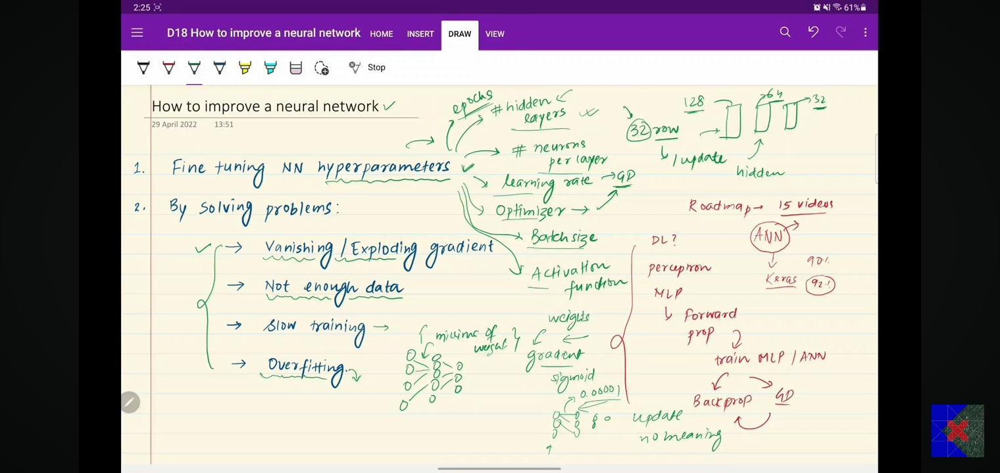 2:25
61%
D18 How to improve a neural network
HOME
INSERT
DRAW
VIEW
Stop
How to improve a neural network
29 April 2022 13:51
1. Fine tuning NN hyperparameters
2. By solving problems:
→ Vanishing / Exploding gradient
→ Not enough data
→ Slow training →
→ Overfitting.
epochs
# hidden layers
# neurons
per layer
learning rate → GD
Optimizer →
Batch size
Activation
function
32 row
1 update
128
64
32
hidden
Roadmap → 15 videos
ANN
Keras
90%
92%
DL?
perceptron
MLP
Forward
prop
train MLP / ANN
Backprop
GD
millions of
weight
weights
gradient
sigmoid
0.00001
update
no meaning